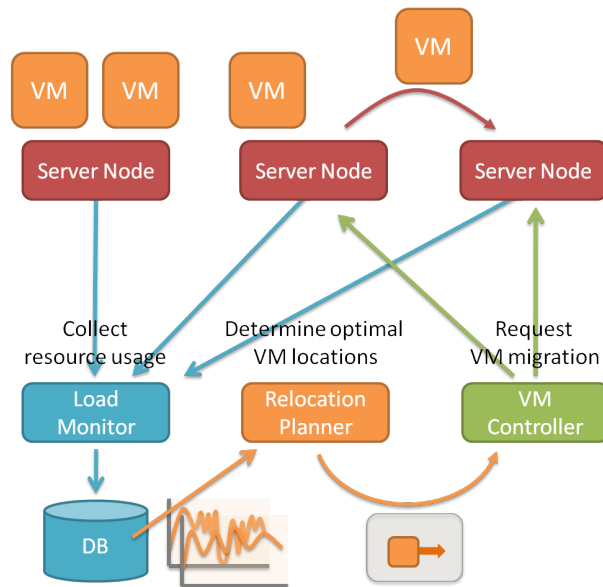 VM
VM VM VM
Server Node Server Node Server Node
Collect Determine optimal Request
resource usage VM locations VM migration
Load Relocation VM
Monitor Planner Controller
DB